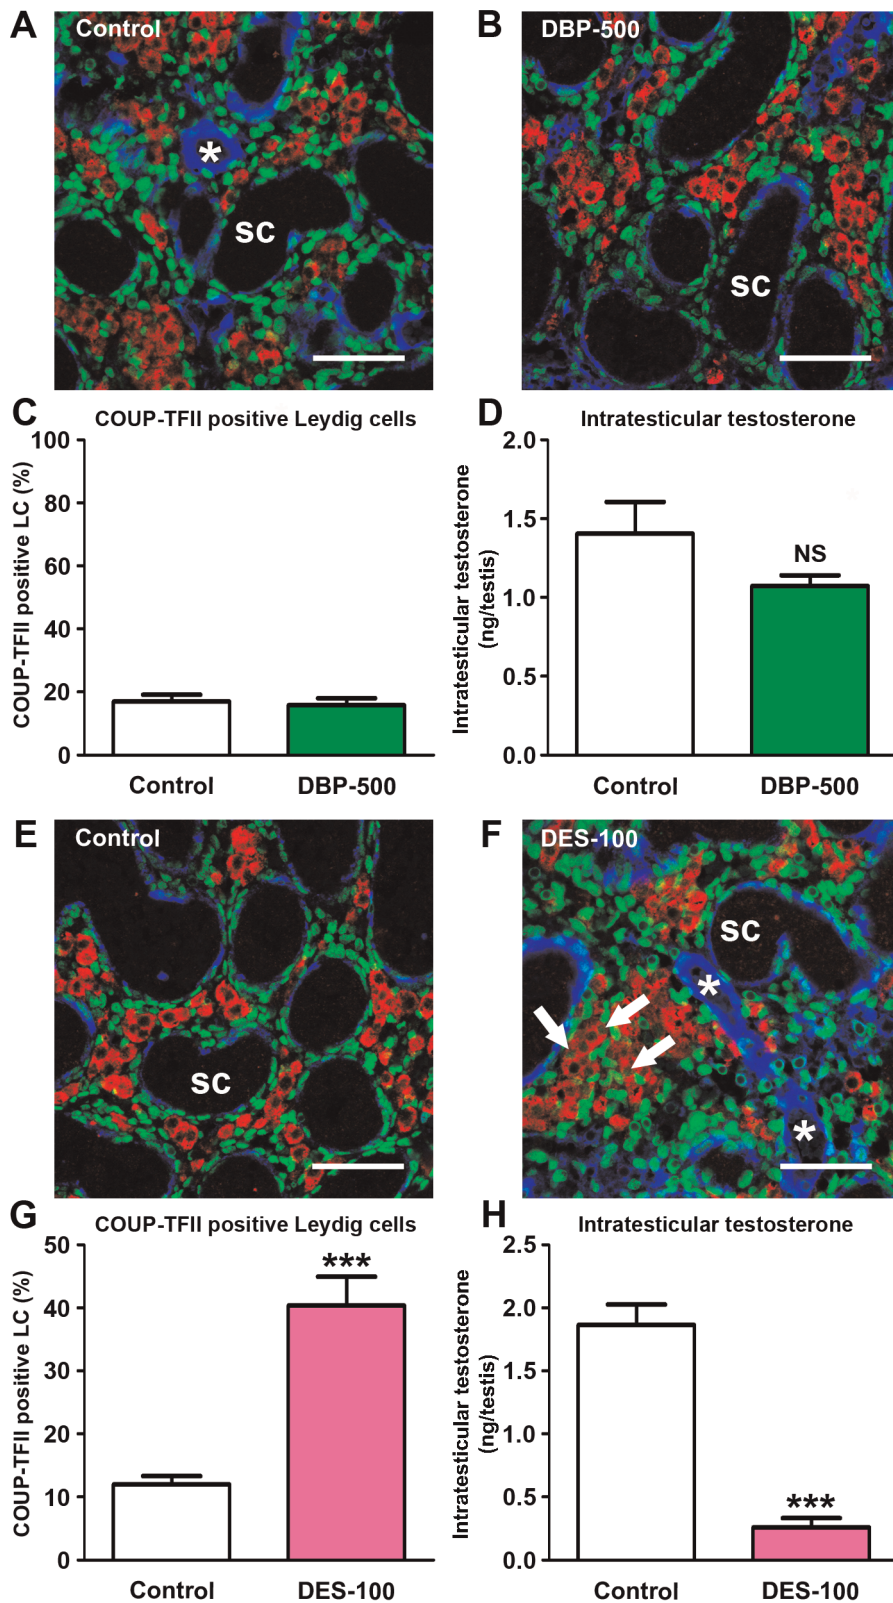 A Control
*
SC
B DBP-500
SC
C COUP-TFII positive Leydig cells
COUP-TFII positive LC (%)
100
80
60
40
20
0
Control DBP-500
D Intratesticular testosterone
Intratesticular testosterone
(ng/testis)
2.0
1.5
1.0
0.5
0.0
NS
Control DBP-500
E Control
SC
F DES-100
SC
*
*
G COUP-TFII positive Leydig cells
COUP-TFII positive LC (%)
50
40
30
20
10
0
***
Control DES-100
H Intratesticular testosterone
Intratesticular testosterone
(ng/testis)
2.5
2.0
1.5
1.0
0.5
0.0
***
Control DES-100